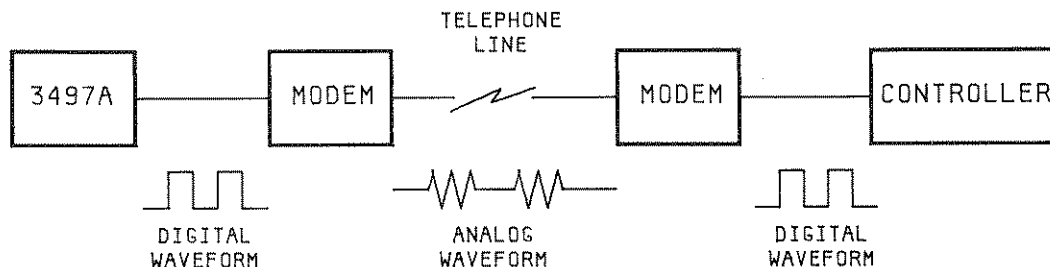 TELEPHONE
LINE
3497A
MODEM
MODEM
CONTROLLER
DIGITAL
WAVEFORM
ANALOG
WAVEFORM
DIGITAL
WAVEFORM